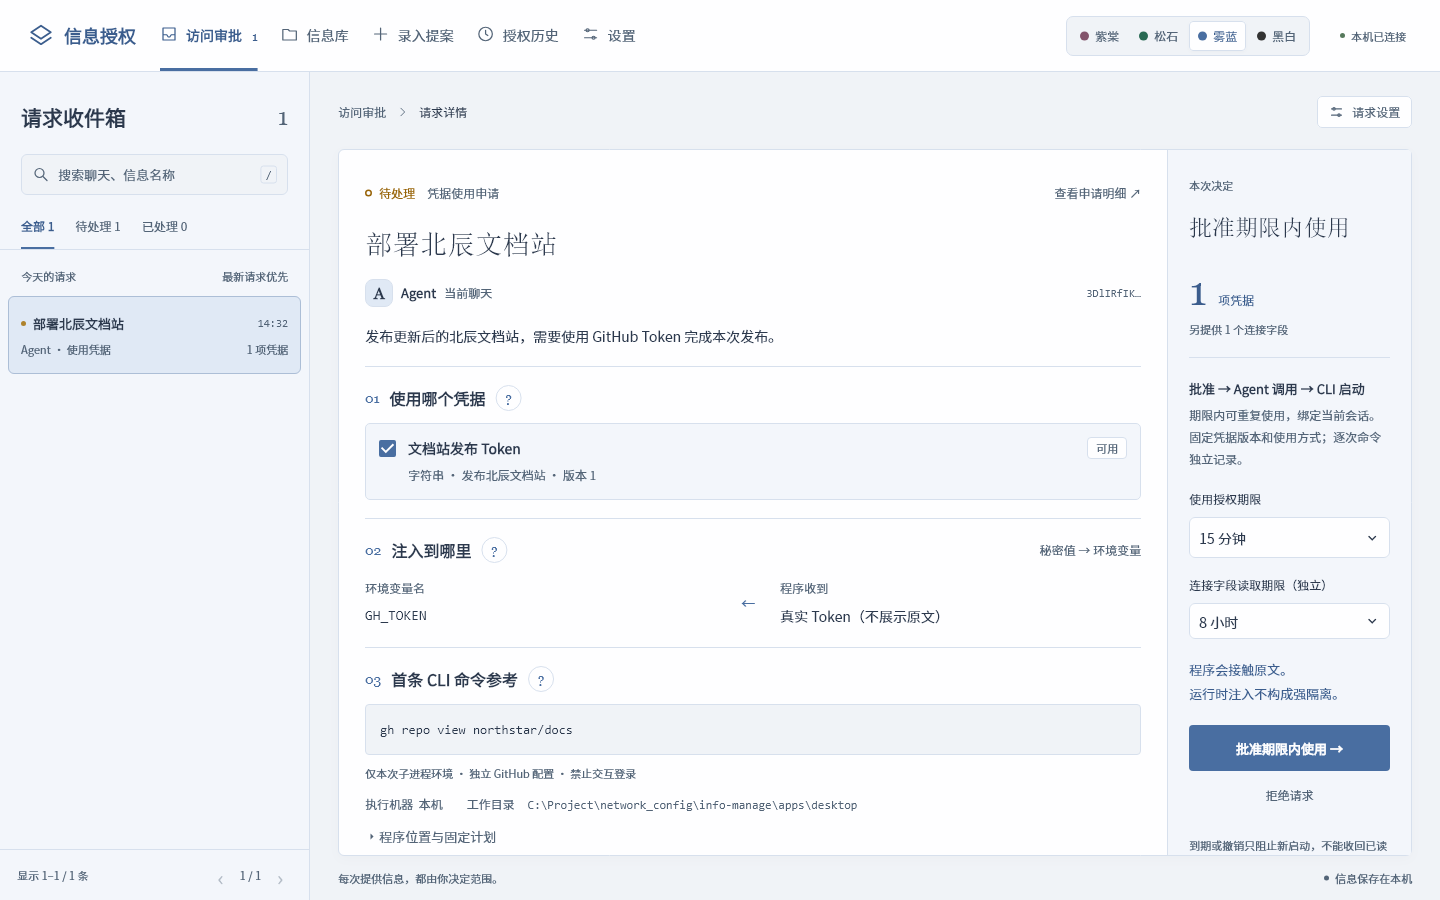 信息授权
访问审批 1
信息库
录入提案
授权历史
设置
紫棠
松石
雾蓝
黑白
本机已连接
请求收件箱
1
搜索聊天、信息名称
/
全部 1
待处理 1
已处理 0
今天的请求
最新请求优先
部署北辰文档站
14:32
Agent · 使用凭据
1 项凭据
显示 1–1 / 1 条
‹ 1 / 1 ›
访问审批 > 请求详情
请求设置
待处理 凭据使用申请
查看申请明细 ↗
部署北辰文档站
A Agent 当前聊天
3DlIRfIK…
发布更新后的北辰文档站，需要使用 GitHub Token 完成本次发布。
01 使用哪个凭据 ?
文档站发布 Token
可用
字符串 · 发布北辰文档站 · 版本 1
02 注入到哪里 ?
秘密值 → 环境变量
环境变量名
程序收到
GH_TOKEN
←
真实 Token（不展示原文）
03 首条 CLI 命令参考 ?
gh repo view northstar/docs
仅本次子进程环境 · 独立 GitHub 配置 · 禁止交互登录
执行机器 本机 工作目录 C:\Project\network_config\info-manage\apps\desktop
程序位置与固定计划
本次决定
批准期限内使用
1 项凭据
另提供 1 个连接字段
批准 → Agent 调用 → CLI 启动
期限内可重复使用，绑定当前会话。
固定凭据版本和使用方式；逐次命令
独立记录。
使用授权期限
15 分钟
连接字段读取期限（独立）
8 小时
程序会接触原文。
运行时注入不构成强隔离。
批准期限内使用 →
拒绝请求
到期或撤销只阻止新启动，不能收回已读
每次提供信息，都由你决定范围。
信息保存在本机